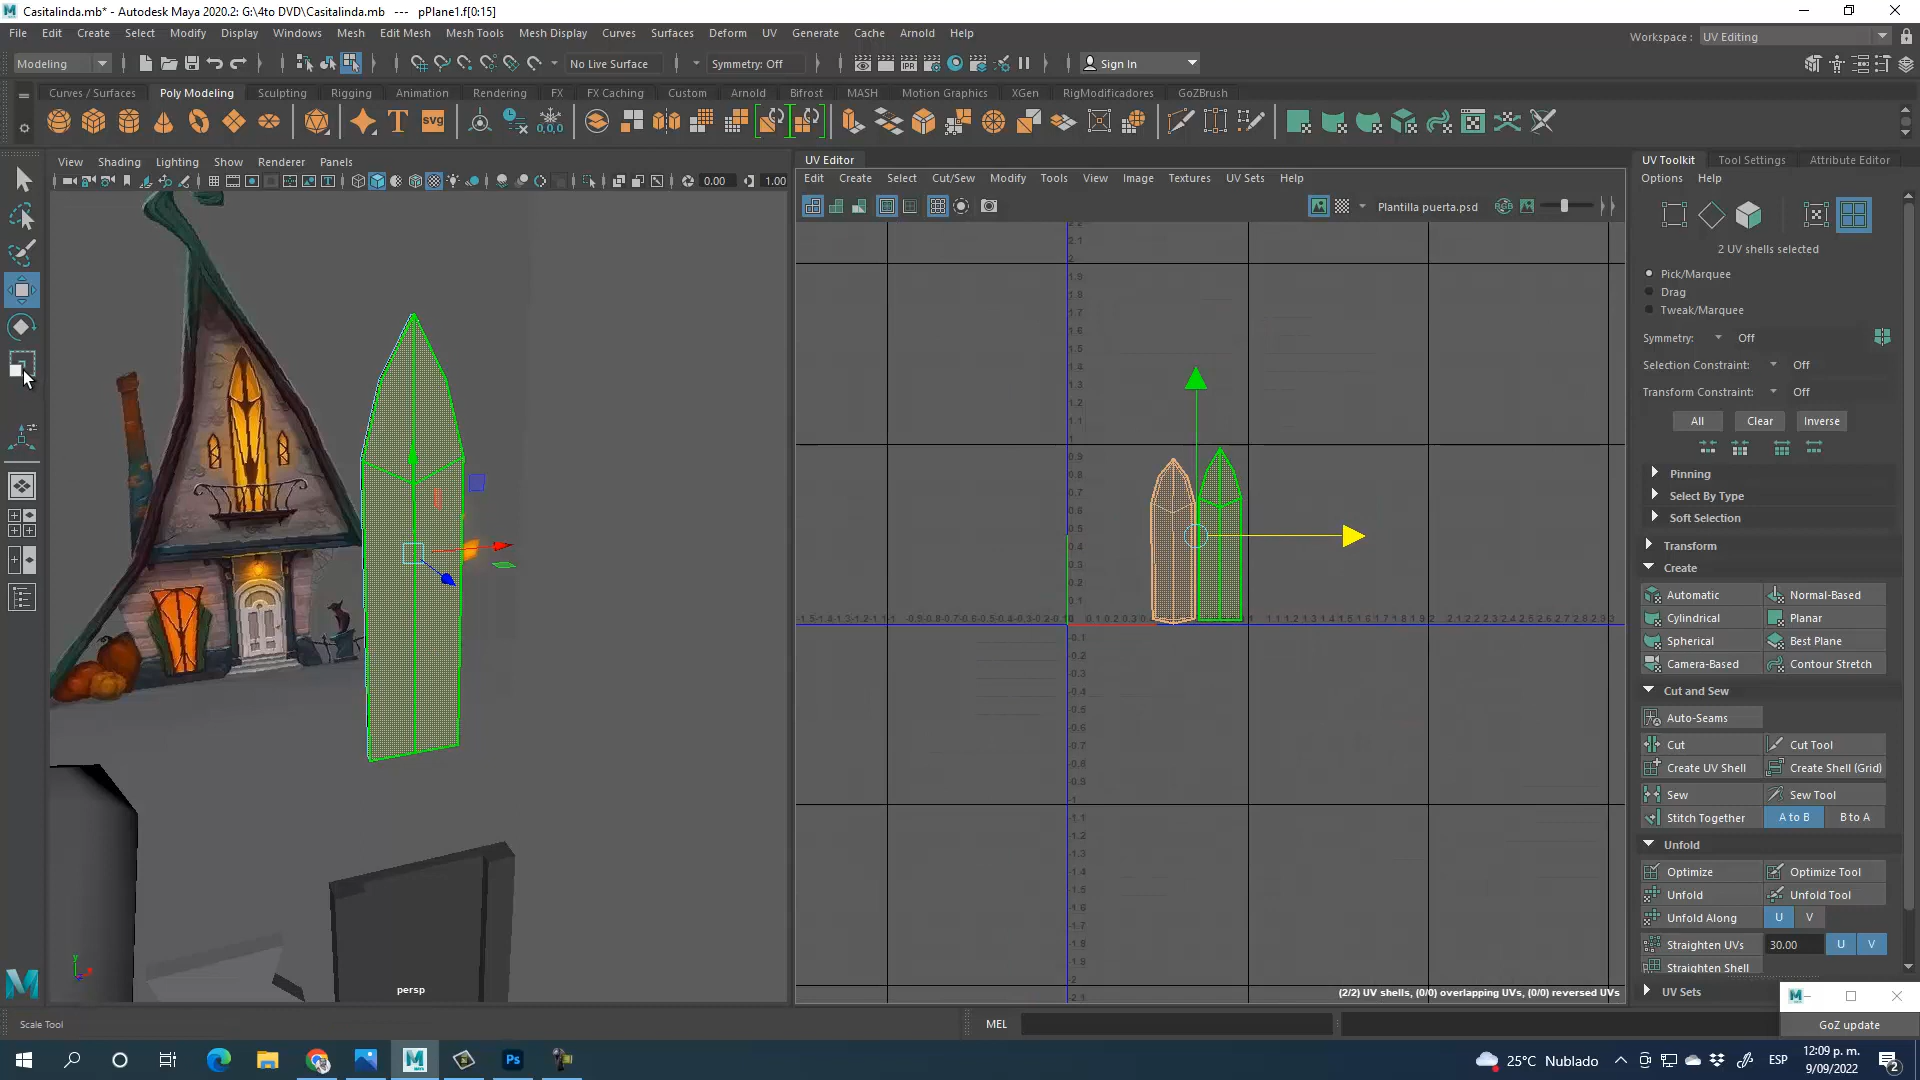 Casitalinda.mb* - Autodesk Maya 2020.2: G:\4to DVD\Casitalinda.mb --- pPlane1.f[0:15]
File Edit Create Select Modify Display Windows Mesh Edit Mesh Mesh Tools Mesh Display Curves Surfaces Deform UV Generate Cache Arnold Help
Workspace : UV Editing
Modeling No Live Surface Symmetry: Off Sign In
Curves / Surfaces Poly Modeling Sculpting Rigging Animation Rendering FX FX Caching Custom Arnold Bifrost MASH Motion Graphics XGen RigModificadores GoZBrush
T svg 0,0,0
View Shading Lighting Show Renderer Panels
0.00 1.00
UV Editor
Edit Create Select Cut/Sew Modify Tools View Image Textures UV Sets Help
Plantilla puerta.psd
UV Toolkit Tool Settings Attribute Editor
Options Help
2 UV shells selected
Pick/Marquee
Drag
Tweak/Marquee
Symmetry: Off
Selection Constraint: Off
Transform Constraint: Off
All Clear Inverse
Pinning
Select By Type
Soft Selection
Transform
Create
Automatic Normal-Based
Cylindrical Planar
Spherical Best Plane
Camera-Based Contour Stretch
Cut and Sew
Auto-Seams
Cut Cut Tool
Create UV Shell Create Shell (Grid)
Sew Sew Tool
Stitch Together A to B B to A
Unfold
Optimize Optimize Tool
Unfold Unfold Tool
Unfold Along U V
Straighten UVs 30.00 U V
Straighten Shell
UV Sets
persp
(2/2) UV shells, (0/0) overlapping UVs, (0/0) reversed UVs
Scale Tool
MEL
GoZ update
Ps
25°C Nublado
ESP
12:09 p. m.
9/09/2022
2